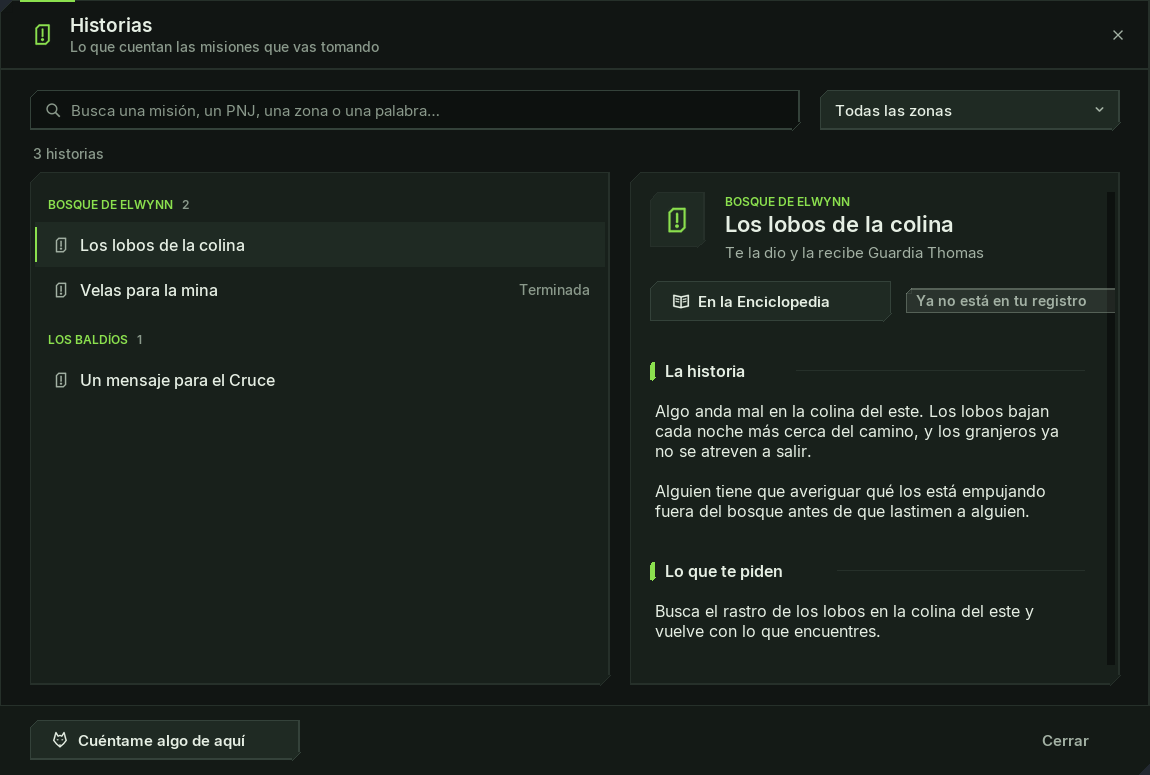 Historias
Lo que cuentan las misiones que vas tomando
Busca una misión, un PNJ, una zona o una palabra...
Todas las zonas
3 historias
BOSQUE DE ELWYNN 2
Los lobos de la colina
Velas para la mina
Terminada
LOS BALDÍOS 1
Un mensaje para el Cruce
BOSQUE DE ELWYNN
Los lobos de la colina
Te la dio y la recibe Guardia Thomas
En la Enciclopedia
Ya no está en tu registro
La historia
Algo anda mal en la colina del este. Los lobos bajan
cada noche más cerca del camino, y los granjeros ya
no se atreven a salir.
Alguien tiene que averiguar qué los está empujando
fuera del bosque antes de que lastimen a alguien.
Lo que te piden
Busca el rastro de los lobos en la colina del este y
vuelve con lo que encuentres.
Cuéntame algo de aquí
Cerrar